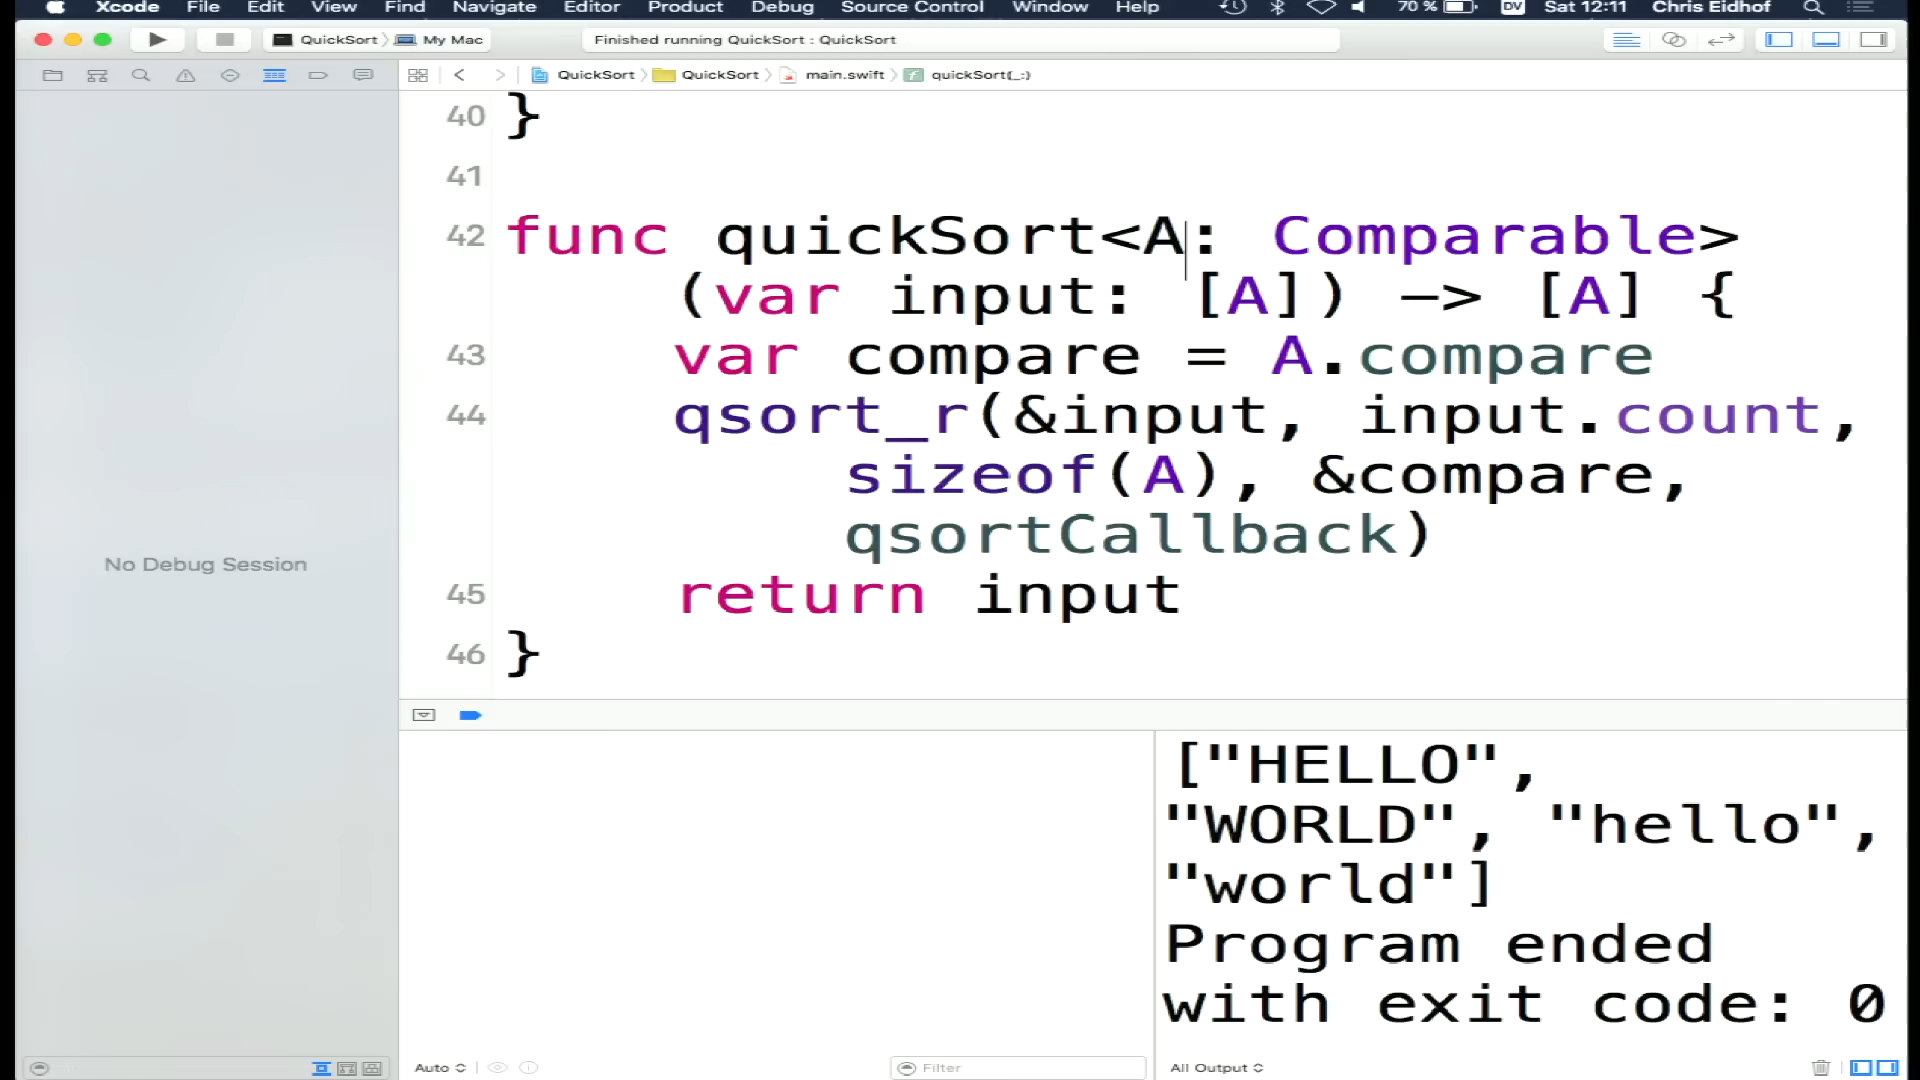 Xcode File Edit View Find Navigate Editor Product Debug Source Control Window Help 70 % DV Sat 12:11 Chris Eidhof
QuickSort My Mac Finished running QuickSort : QuickSort
QuickSort QuickSort main.swift f quickSort(_:)
40 }
41
42 func quickSort<A: Comparable>
(var input: [A]) -> [A] {
43 var compare = A.compare
44 qsort_r(&input, input.count,
sizeof(A), &compare,
qsortCallback)
45 return input
46 }
No Debug Session
["HELLO",
"WORLD", "hello",
"world"]
Program ended
with exit code: 0
Auto Filter All Output